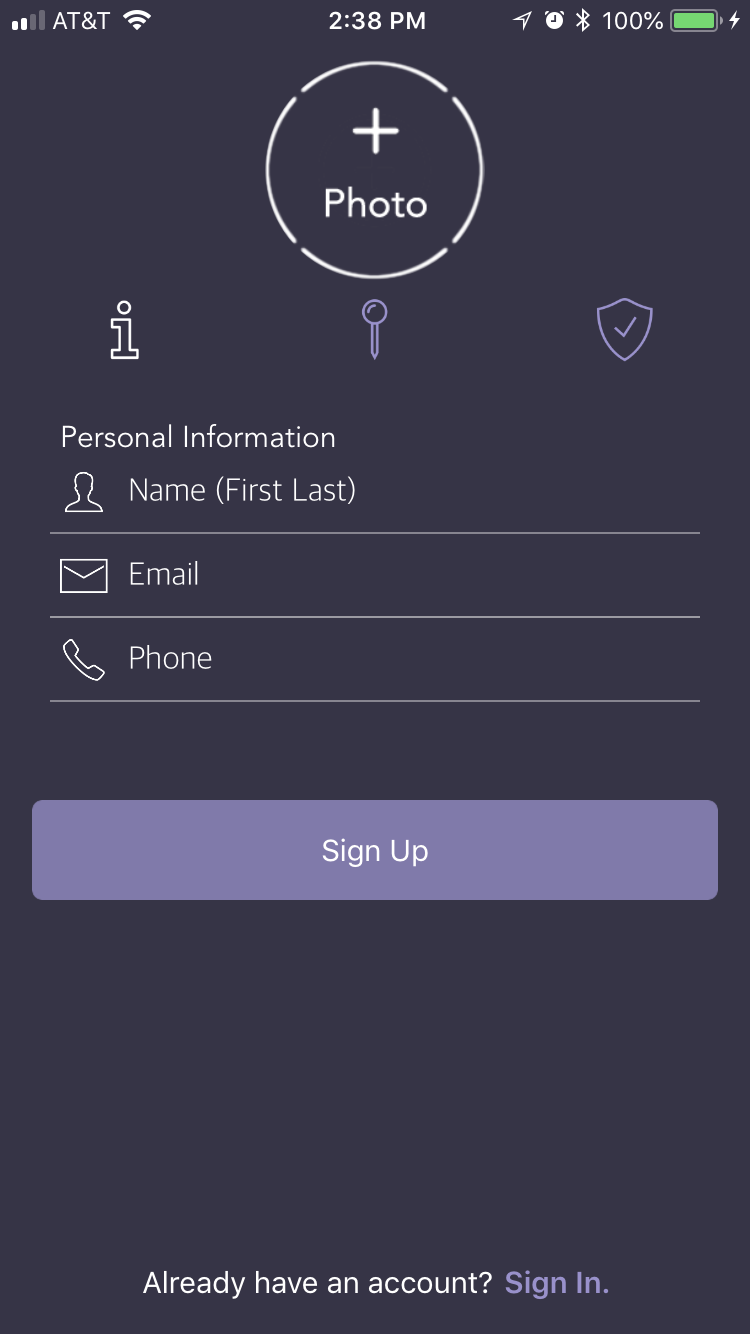 AT&T 2:38 PM 100%
Photo
Personal Information
Name (First Last)
Email
Phone
Sign Up
Already have an account? Sign In.